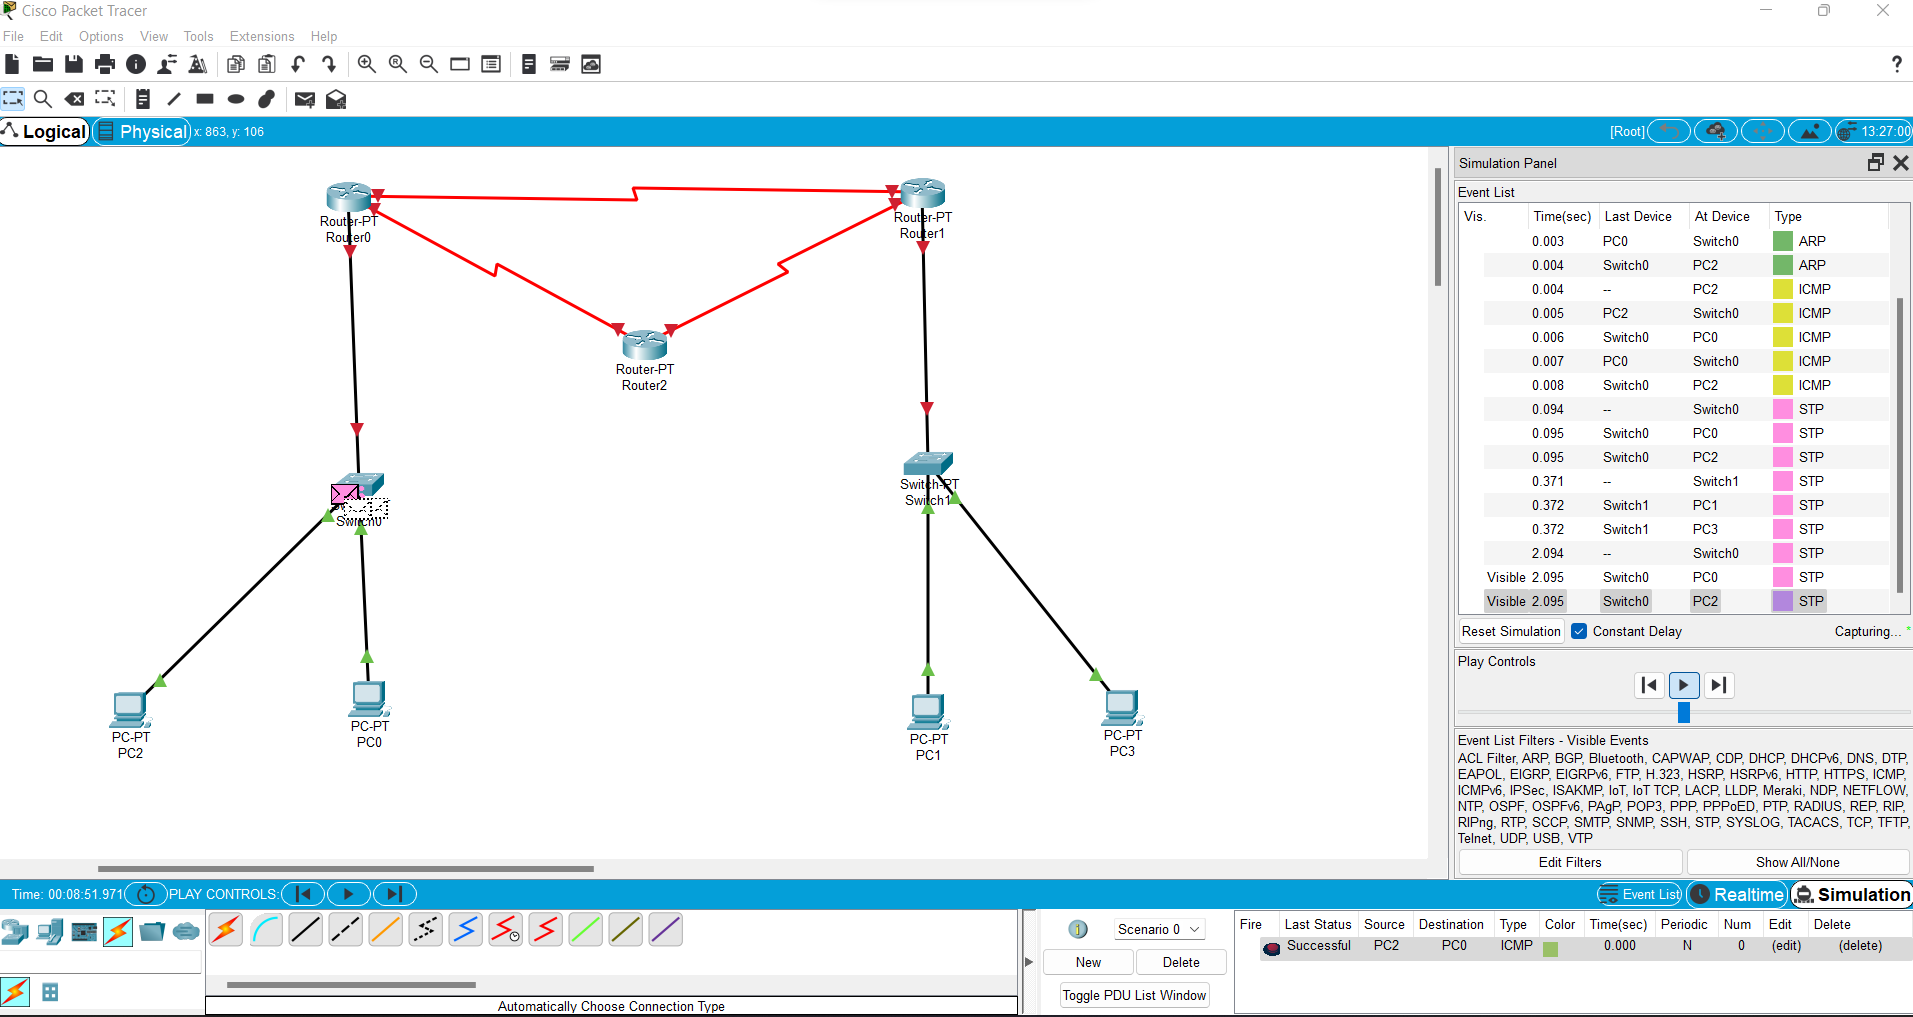 Cisco Packet Tracer
File Edit Options View Tools Extensions Help
Logical Physical x: 863, y: 106 [Root] 13:27:00
Router-PT
Router0
Router-PT
Router1
Router-PT
Router2
Switch0
Switch-PT
Switch1
PC-PT
PC2
PC-PT
PC0
PC-PT
PC1
PC-PT
PC3
Simulation Panel
Event List
Vis. Time(sec) Last Device At Device Type
0.003 PC0 Switch0 ARP
0.004 Switch0 PC2 ARP
0.004 -- PC2 ICMP
0.005 PC2 Switch0 ICMP
0.006 Switch0 PC0 ICMP
0.007 PC0 Switch0 ICMP
0.008 Switch0 PC2 ICMP
0.094 -- Switch0 STP
0.095 Switch0 PC0 STP
0.095 Switch0 PC2 STP
0.371 -- Switch1 STP
0.372 Switch1 PC1 STP
0.372 Switch1 PC3 STP
2.094 -- Switch0 STP
Visible 2.095 Switch0 PC0 STP
Visible 2.095 Switch0 PC2 STP
Reset Simulation Constant Delay Capturing... *
Play Controls
Event List Filters - Visible Events
ACL Filter, ARP, BGP, Bluetooth, CAPWAP, CDP, DHCP, DHCPv6, DNS, DTP,
EAPOL, EIGRP, EIGRPv6, FTP, H.323, HSRP, HSRPv6, HTTP, HTTPS, ICMP,
ICMPv6, IPSec, ISAKMP, IoT, IoT TCP, LACP, LLDP, Meraki, NDP, NETFLOW,
NTP, OSPF, OSPFv6, PAgP, POP3, PPP, PPPoED, PTP, RADIUS, REP, RIP,
RIPng, RTP, SCCP, SMTP, SNMP, SSH, STP, SYSLOG, TACACS, TCP, TFTP,
Telnet, UDP, USB, VTP
Edit Filters Show All/None
Time: 00:08:51.971 PLAY CONTROLS: Event List Realtime Simulation
Automatically Choose Connection Type
Scenario 0
New Delete
Toggle PDU List Window
Fire Last Status Source Destination Type Color Time(sec) Periodic Num Edit Delete
Successful PC2 PC0 ICMP 0.000 N 0 (edit) (delete)